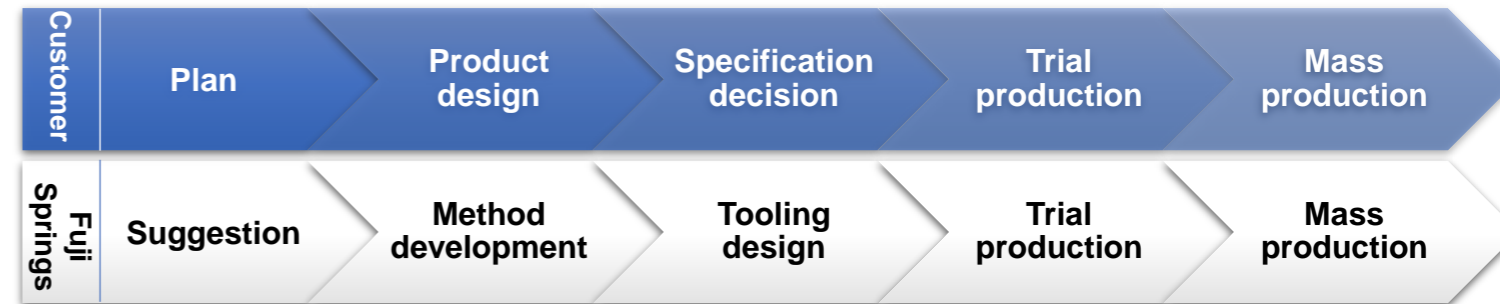 Customer
Plan
Product
design
Specification
decision
Trial
production
Mass
production
Fuji
Springs
Suggestion
Method
development
Tooling
design
Trial
production
Mass
production